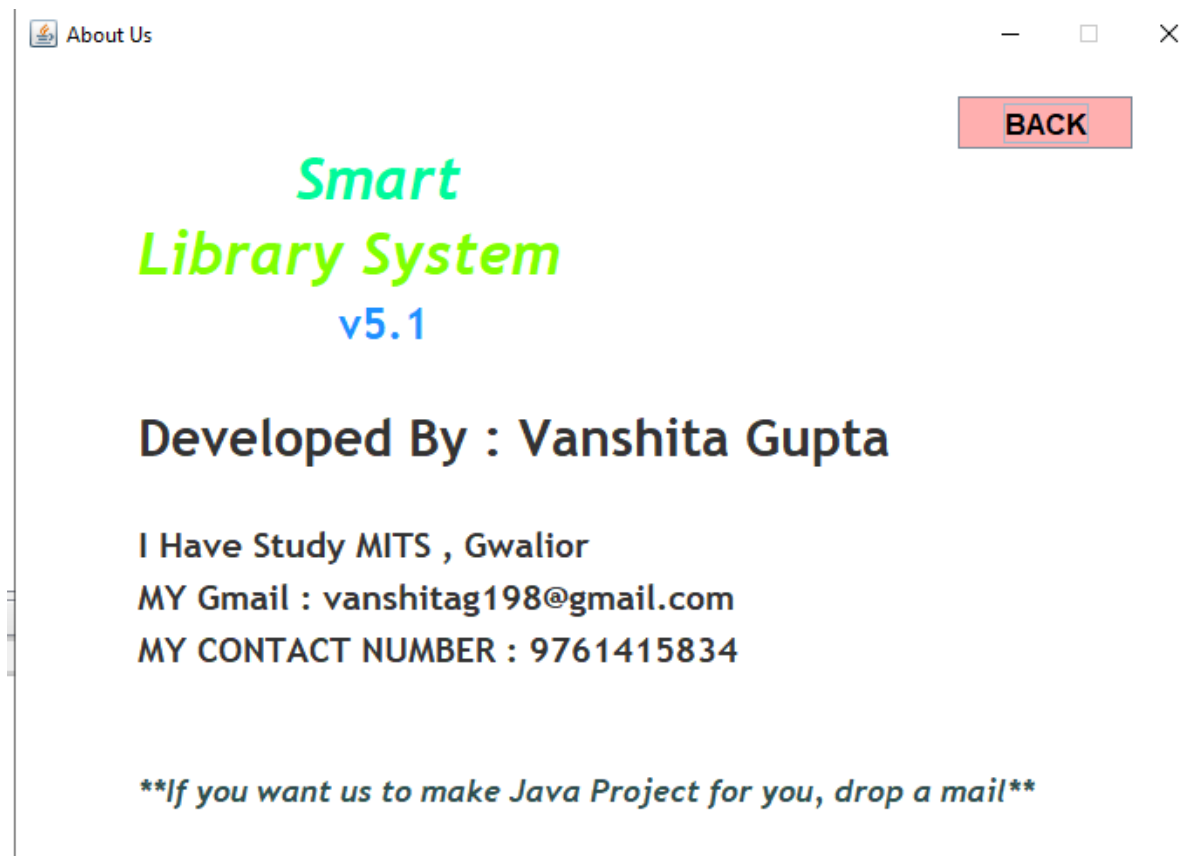 About Us
BACK
Smart
Library System
v5.1
Developed By : Vanshita Gupta
I Have Study MITS , Gwalior
MY Gmail : vanshitag198@gmail.com
MY CONTACT NUMBER : 9761415834
**If you want us to make Java Project for you, drop a mail**